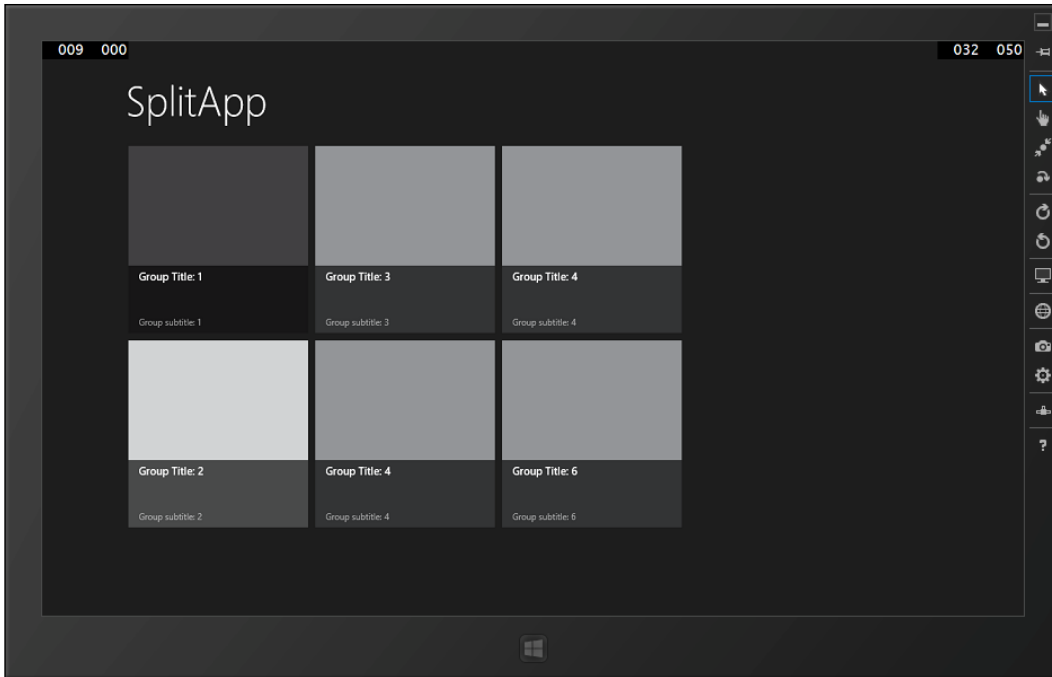 009 000
032 050
SplitApp
Group Title: 1
Group subtitle: 1
Group Title: 3
Group subtitle: 3
Group Title: 4
Group subtitle: 4
Group Title: 2
Group subtitle: 2
Group Title: 4
Group subtitle: 4
Group Title: 6
Group subtitle: 6
?